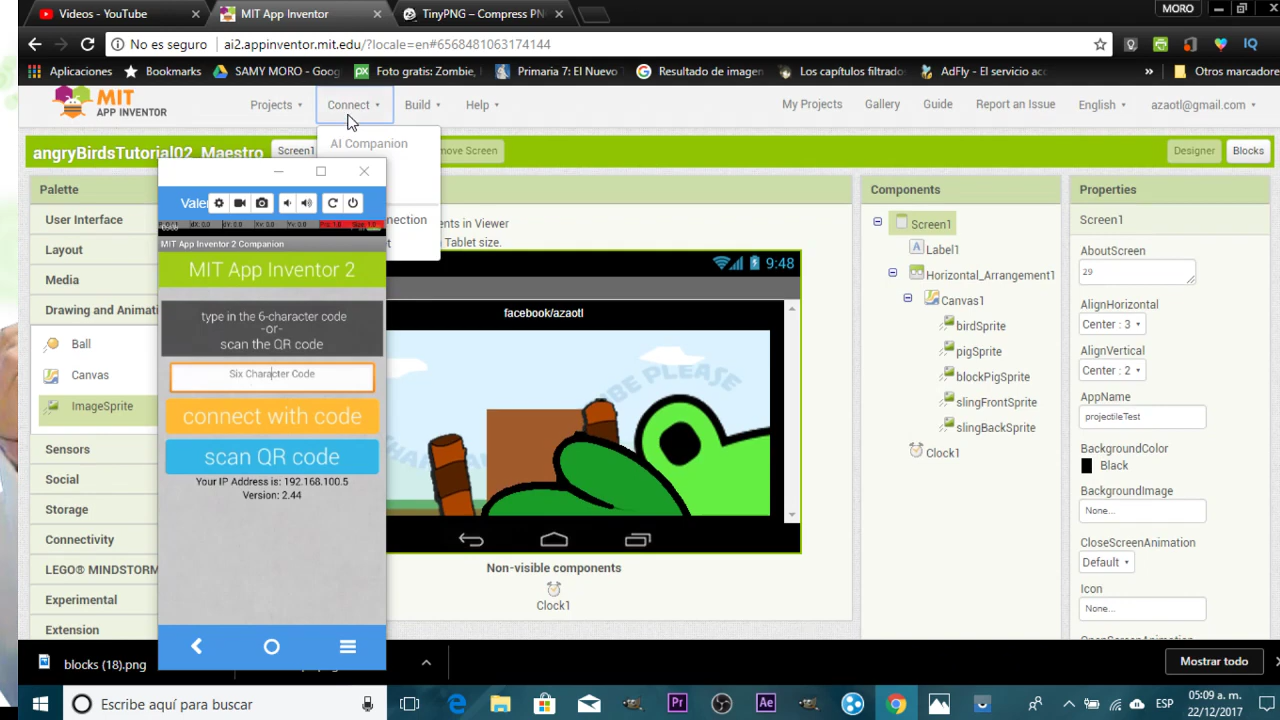 Videos - YouTube
MIT App Inventor
TinyPNG – Compress PN
MORO
No es seguro
ai2.appinventor.mit.edu/?locale=en#6568481063174144
Aplicaciones
Bookmarks
SAMY MORO - Goog
Foto gratis: Zombie,
Primaria 7: El Nuevo
Resultado de imagen
Los capítulos filtrados
AdFly - El servicio ac
Otros marcadore
MIT
APP INVENTOR
Projects
Connect
Build
Help
My Projects
Gallery
Guide
Report an Issue
English
azaotl@gmail.com
AI Companion
angryBirdsTutorial02_Maestro
Screen1
move Screen
Designer
Blocks
Palette
User Interface
Layout
Media
Drawing and Animati
Ball
Canvas
ImageSprite
Sensors
Social
Storage
Connectivity
LEGO® MINDSTORM
Experimental
Extension
Valer
MIT App Inventor 2 Companion
MIT App Inventor 2
type in the 6-character code
-or-
scan the QR code
Six Character Code
connect with code
scan QR code
Your IP Address is: 192.168.100.5
Version: 2.44
nnection
ents in Viewer
Tablet size.
9:48
facebook/azaotl
BE PLEASE
Non-visible components
Clock1
Components
Screen1
Label1
Horizontal_Arrangement1
Canvas1
birdSprite
pigSprite
blockPigSprite
slingFrontSprite
slingBackSprite
Clock1
Properties
Screen1
AboutScreen
29
AlignHorizontal
Center : 3
AlignVertical
Center : 2
AppName
projectileTest
BackgroundColor
Black
BackgroundImage
None...
CloseScreenAnimation
Default
Icon
None...
OpenScreenAnimation
blocks (18).png
Mostrar todo
Escribe aquí para buscar
ESP
05:09 a. m.
22/12/2017